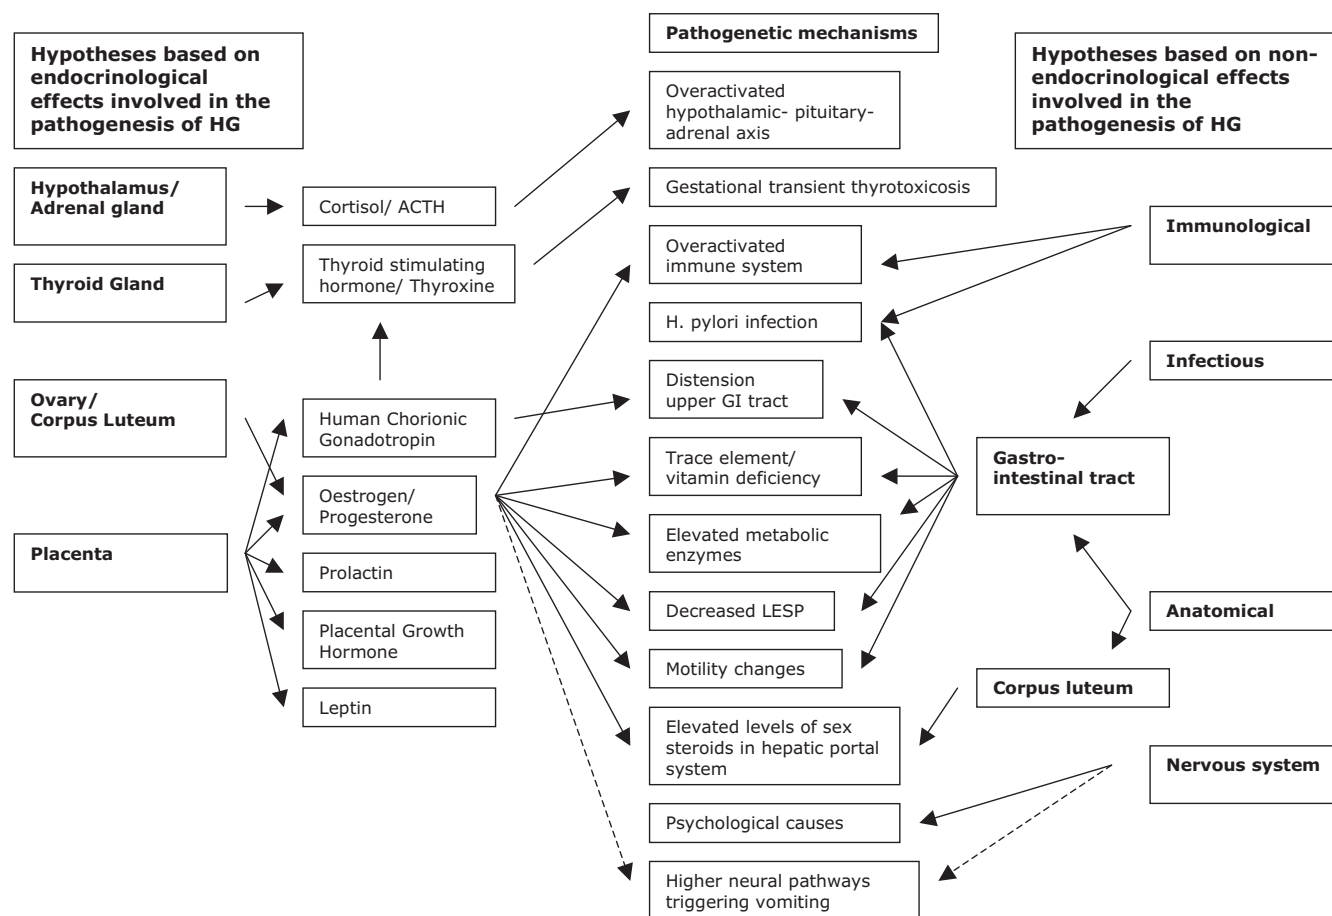 Hypotheses based on
endocrinological
effects involved in the
pathogenesis of HG
Hypothalamus/
Adrenal gland
Thyroid Gland
Ovary/
Corpus Luteum
Placenta
Cortisol/ ACTH
Thyroid stimulating
hormone/ Thyroxine
Human Chorionic
Gonadotropin
Oestrogen/
Progesterone
Prolactin
Placental Growth
Hormone
Leptin
Pathogenetic mechanisms
Overactivated
hypothalamic- pituitary-
adrenal axis
Gestational transient thyrotoxicosis
Overactivated
immune system
H. pylori infection
Distension
upper GI tract
Trace element/
vitamin deficiency
Elevated metabolic
enzymes
Decreased LESP
Motility changes
Elevated levels of sex
steroids in hepatic portal
system
Psychological causes
Higher neural pathways
triggering vomiting
Hypotheses based on non-
endocrinological effects
involved in the
pathogenesis of HG
Immunological
Infectious
Gastro-
intestinal tract
Anatomical
Corpus luteum
Nervous system